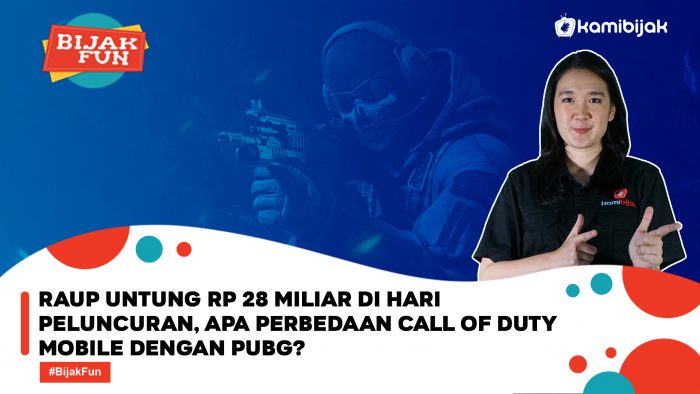 BIJAK
FUN
kamibijak
kamibijak
RAUP UNTUNG RP 28 MILIAR DI HARI
PELUNCURAN, APA PERBEDAAN CALL OF DUTY
MOBILE DENGAN PUBG?
#BijakFun